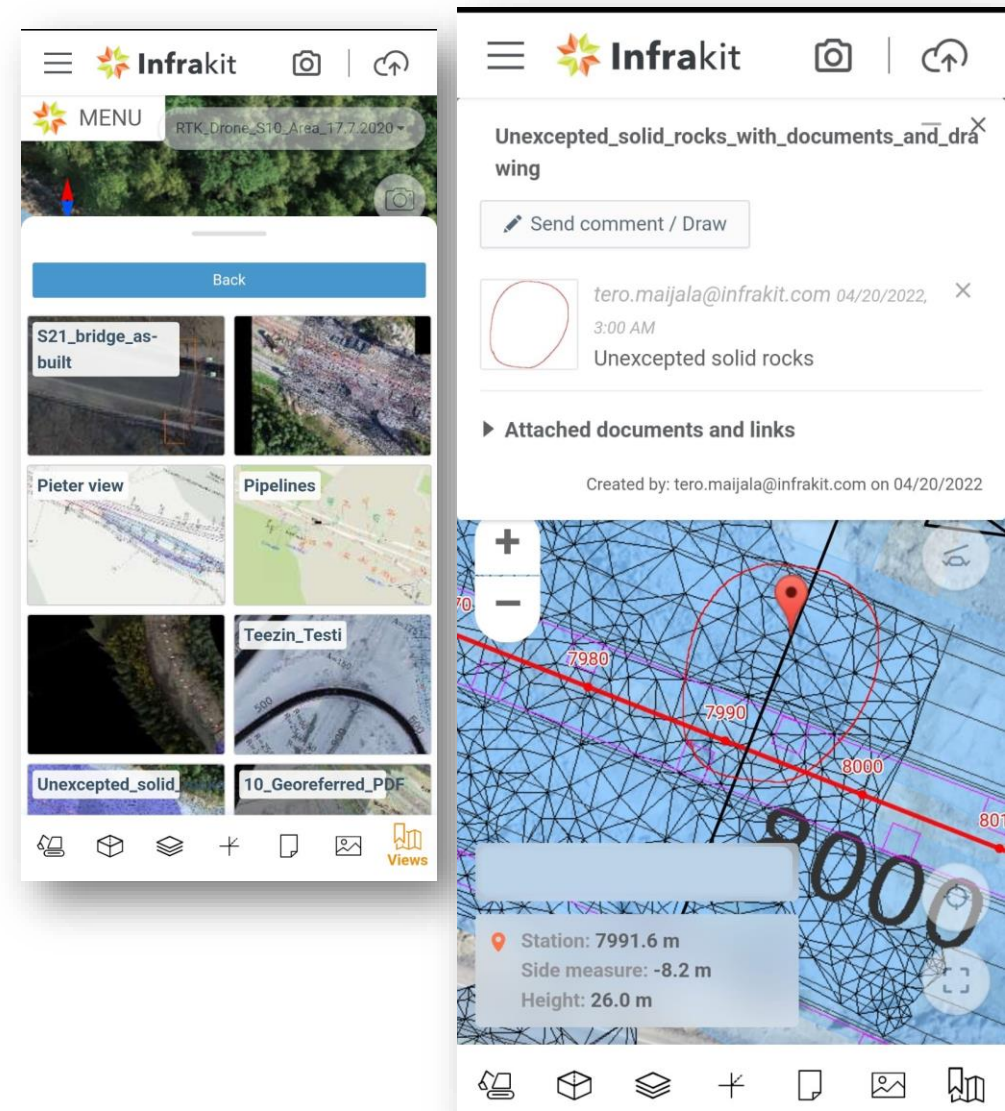 Infrakit
MENU
RTK_Drone_S10_Area_17.7.2020
Back
S21_bridge_as-
built
Pieter view
Pipelines
Teezin_Testi
Unexcepted_solid_
10_Georeferred_PDF
Views
Infrakit
Unexcepted_solid_rocks_with_documents_and_dra
wing
Send comment / Draw
tero.maijala@infrakit.com 04/20/2022,
3:00 AM
Unexcepted solid rocks
Attached documents and links
Created by: tero.maijala@infrakit.com on 04/20/2022
7980
7990
8000
801
8000
Station: 7991.6 m
Side measure: -8.2 m
Height: 26.0 m